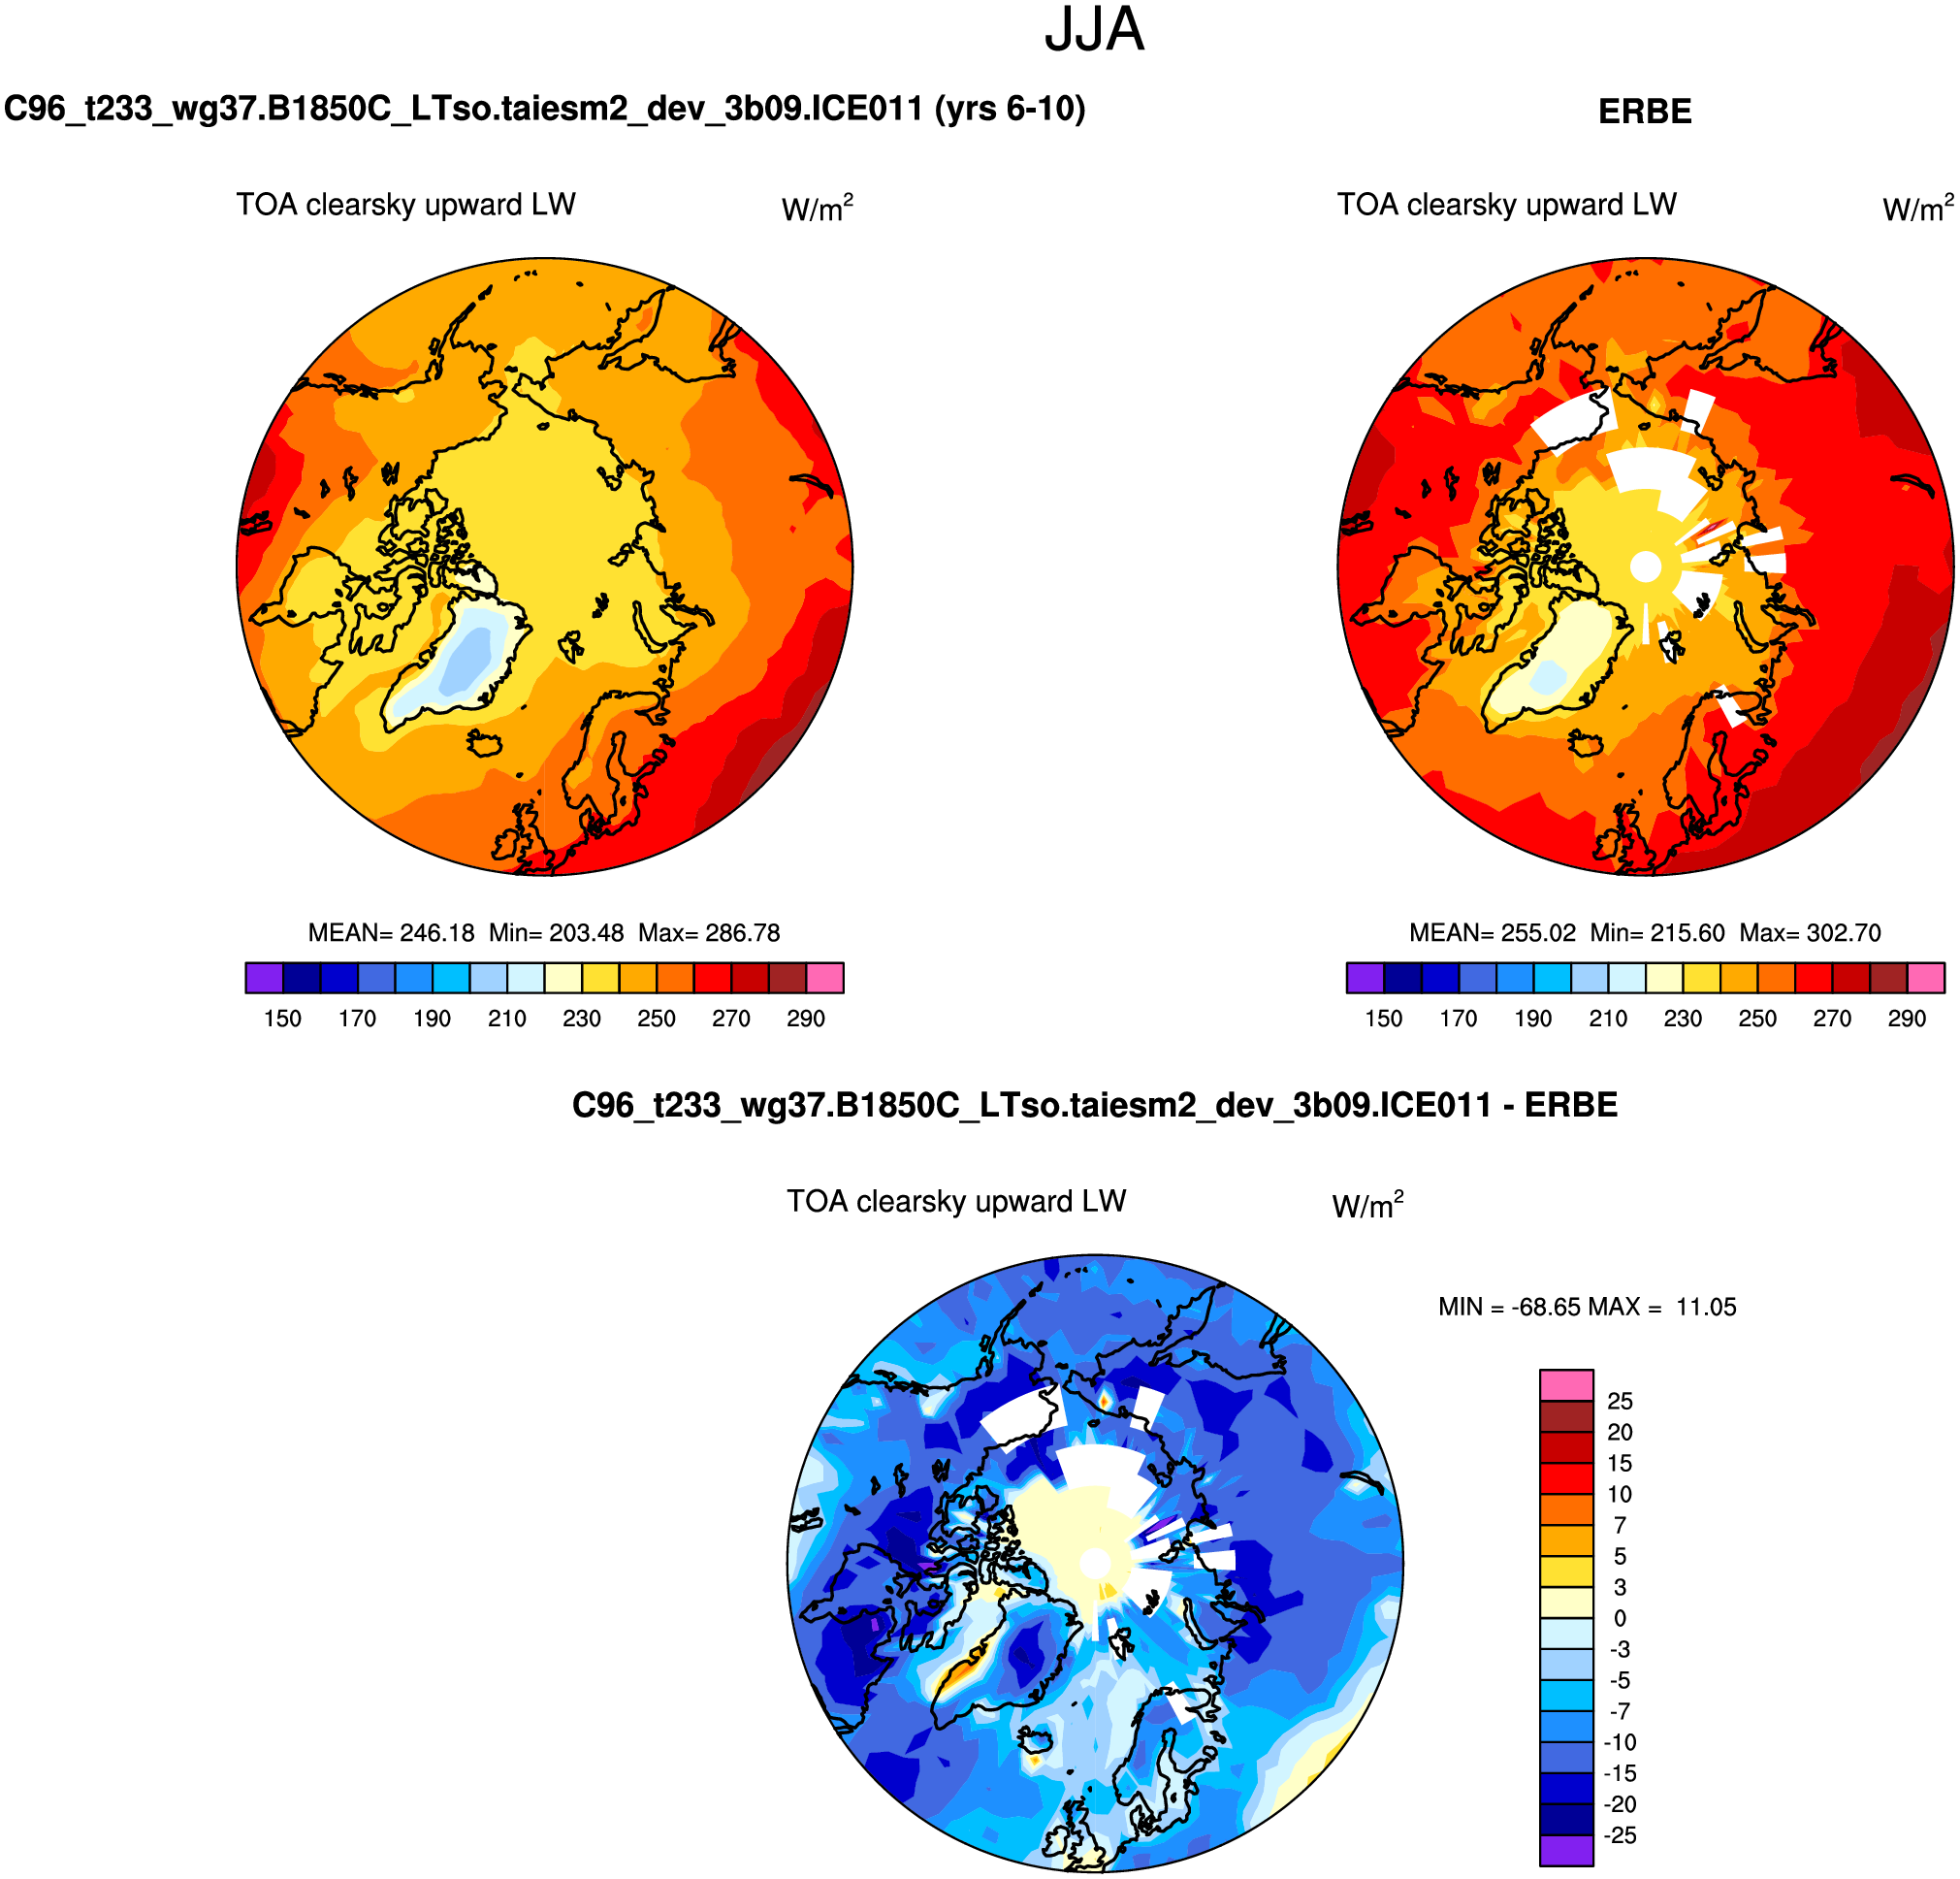 JJA
C96_t233_wg37.B1850C_LTso.taiesm2_dev_3b09.ICE011 (yrs 6-10)
ERBE
TOA clearsky upward LW W/m²
TOA clearsky upward LW W/m²
MEAN= 246.18 Min= 203.48 Max= 286.78
150 170 190 210 230 250 270 290
MEAN= 255.02 Min= 215.60 Max= 302.70
150 170 190 210 230 250 270 290
C96_t233_wg37.B1850C_LTso.taiesm2_dev_3b09.ICE011 - ERBE
TOA clearsky upward LW W/m²
MIN = -68.65 MAX = 11.05
25
20
15
10
7
5
3
0
-3
-5
-7
-10
-15
-20
-25